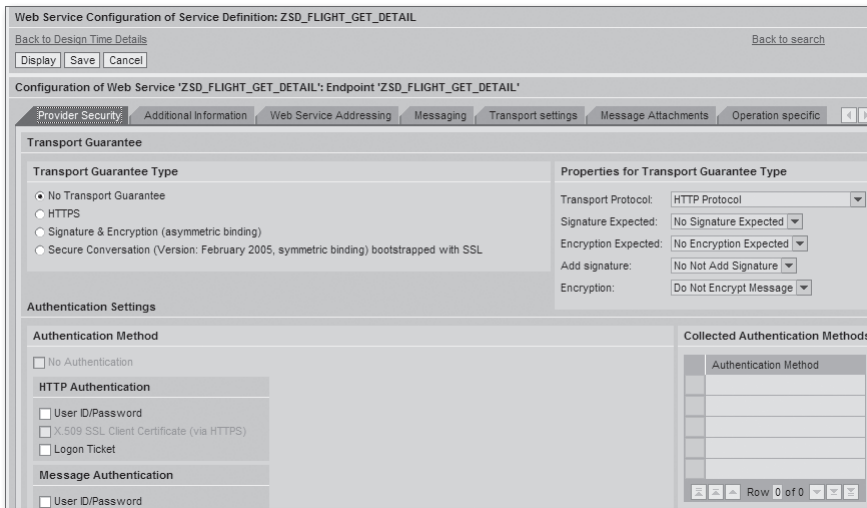 Web Service Configuration of Service Definition: ZSD_FLIGHT_GET_DETAIL
Back to Design Time Details
Back to search
Display Save Cancel
Configuration of Web Service 'ZSD_FLIGHT_GET_DETAIL': Endpoint 'ZSD_FLIGHT_GET_DETAIL'
Provider Security Additional Information Web Service Addressing Messaging Transport settings Message Attachments Operation specific
Transport Guarantee
Transport Guarantee Type
No Transport Guarantee
HTTPS
Signature & Encryption (asymmetric binding)
Secure Conversation (Version: February 2005, symmetric binding) bootstrapped with SSL
Properties for Transport Guarantee Type
Transport Protocol: HTTP Protocol
Signature Expected: No Signature Expected
Encryption Expected: No Encryption Expected
Add signature: No Not Add Signature
Encryption: Do Not Encrypt Message
Authentication Settings
Authentication Method
No Authentication
HTTP Authentication
User ID/Password
X.509 SSL Client Certificate (via HTTPS)
Logon Ticket
Message Authentication
User ID/Password
Collected Authentication Methods
Authentication Method
Row 0 of 0